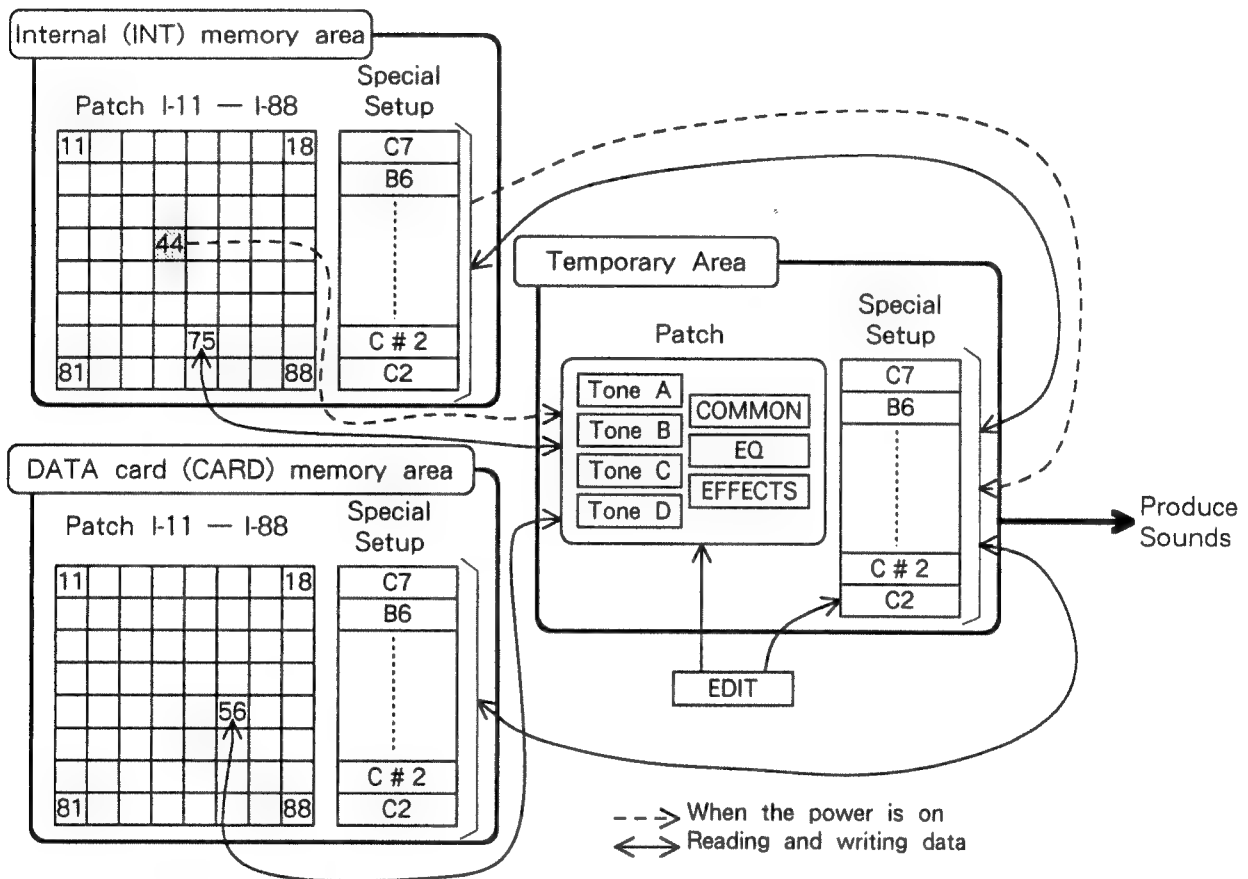 Internal (INT) memory area
Special
Setup
Patch I-11 — I-88
11
18
44
75
81
88
C7
B6
C # 2
C2
Temporary Area
Patch
Special
Setup
Tone A
Tone B
Tone C
Tone D
COMMON
EQ
EFFECTS
C7
B6
C # 2
C2
Produce
Sounds
EDIT
DATA card (CARD) memory area
Patch I-11 — I-88
Special
Setup
11
18
56
81
88
C7
B6
C # 2
C2
When the power is on
Reading and writing data